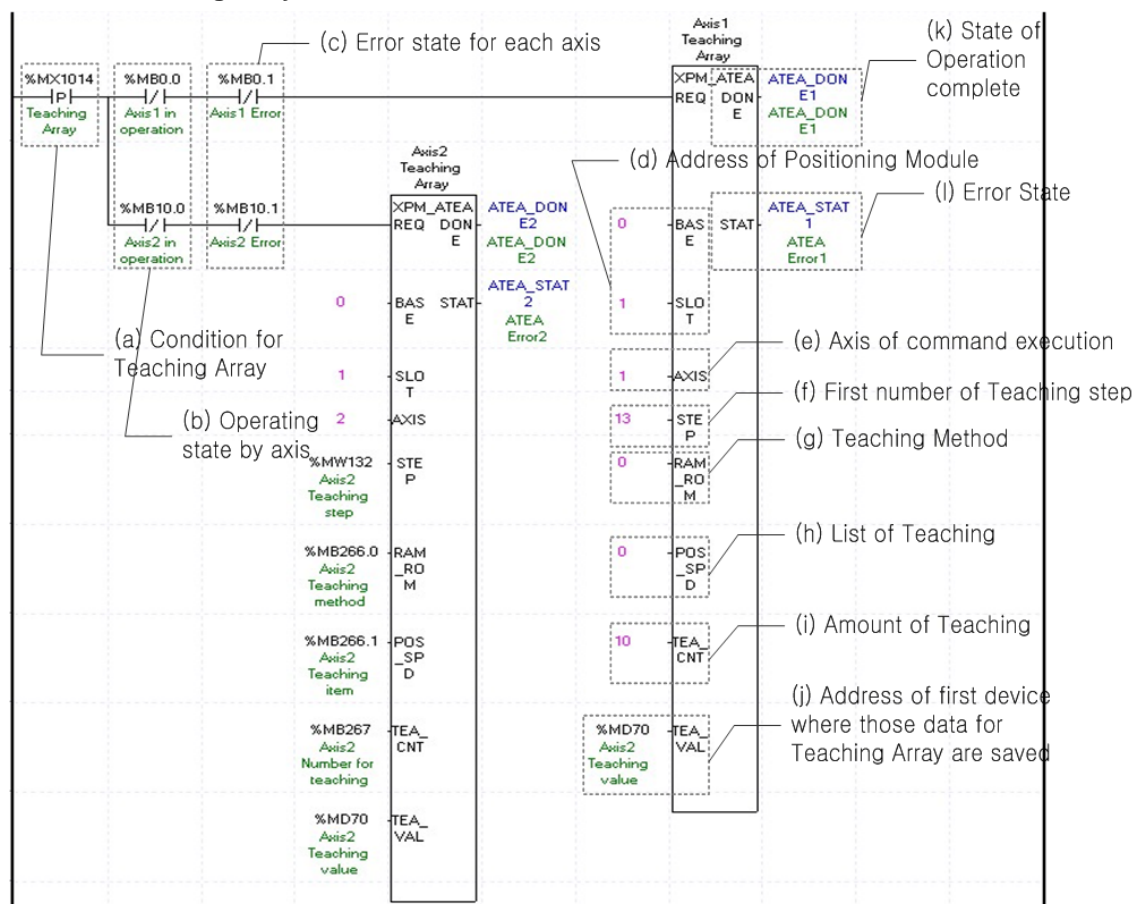 Axis1
Teaching
Array
(c) Error state for each axis
(k) State of
Operation
complete
%MX1014
P
Teaching
Array
%MB0.0
Axis1 in
operation
%MB0.1
Axis1 Error
XPM_ATEA
REQ DON
E
ATEA_DON
E1
ATEA_DON
E1
Axis2
Teaching
Array
(d) Address of Positioning Module
(l) Error State
%MB10.0
Axis2 in
operation
%MB10.1
Axis2 Error
XPM_ATEA
REQ DON
E
ATEA_DON
E2
ATEA_DON
E2
0
BAS STAT
E
ATEA_STAT
1
ATEA
Error1
0
BAS STAT
E
ATEA_STAT
2
ATEA
Error2
1
SLO
T
(a) Condition for
Teaching Array
(e) Axis of command execution
1
SLO
T
1
AXIS
(f) First number of Teaching step
(b) Operating
state by axis
2
AXIS
13
STE
P
(g) Teaching Method
%MW132
Axis2
Teaching
step
STE
P
0
RAM
_RO
M
(h) List of Teaching
%MB266.0
Axis2
Teaching
method
RAM
_RO
M
0
POS
_SP
D
(i) Amount of Teaching
%MB266.1
Axis2
Teaching
item
POS
_SP
D
10
TEA_
CNT
(j) Address of first device
where those data for
Teaching Array are saved
%MB267
Axis2
Number for
teaching
TEA_
CNT
%MD70
Axis2
Teaching
value
TEA_
VAL
%MD70
Axis2
Teaching
value
TEA_
VAL